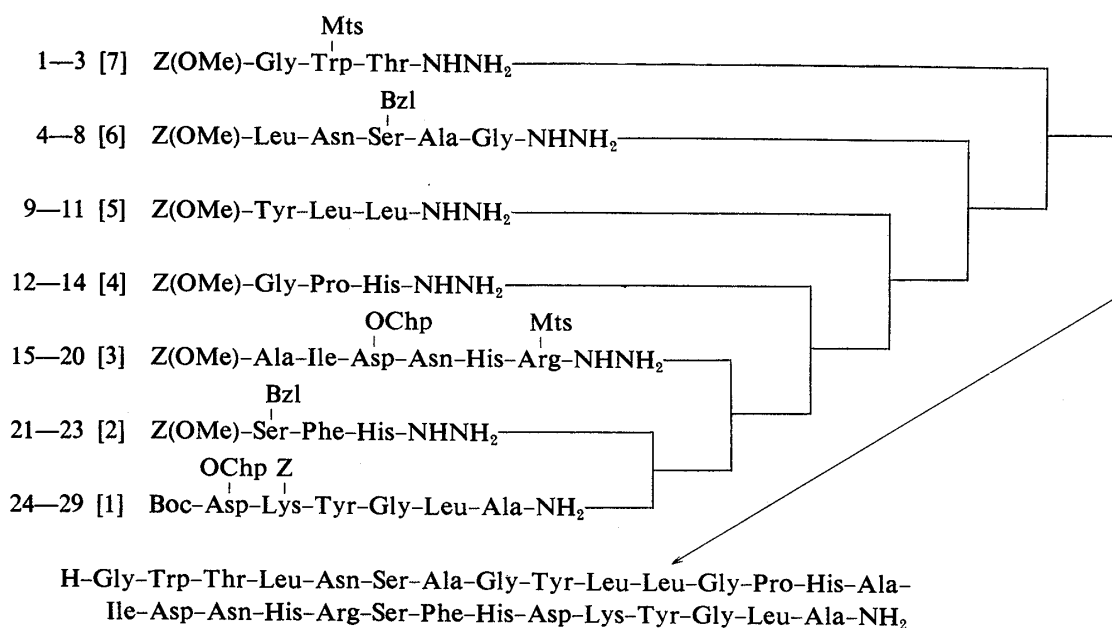 Mts
1—3 [7] Z(OMe)–Gly–Trp–Thr–NHNH₂
Bzl
4—8 [6] Z(OMe)–Leu–Asn–Ser–Ala–Gly–NHNH₂
9—11 [5] Z(OMe)–Tyr–Leu–Leu–NHNH₂
12—14 [4] Z(OMe)–Gly–Pro–His–NHNH₂
OChp Mts
15—20 [3] Z(OMe)–Ala–Ile–Asp–Asn–His–Arg–NHNH₂
Bzl
21—23 [2] Z(OMe)–Ser–Phe–His–NHNH₂
OChp Z
24—29 [1] Boc–Asp–Lys–Tyr–Gly–Leu–Ala–NH₂
H–Gly–Trp–Thr–Leu–Asn–Ser–Ala–Gly–Tyr–Leu–Leu–Gly–Pro–His–Ala–
Ile–Asp–Asn–His–Arg–Ser–Phe–His–Asp–Lys–Tyr–Gly–Leu–Ala–NH₂